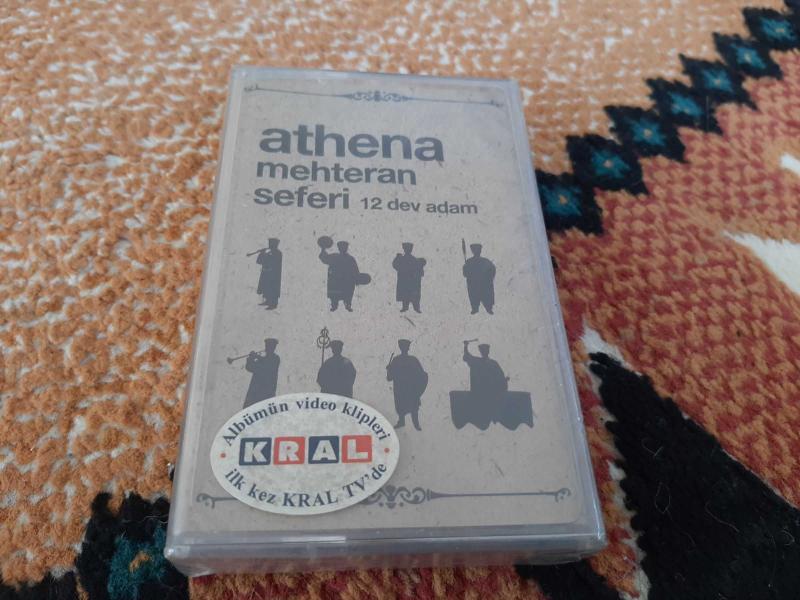 athena
mehteran
seferi 12 dev adam
Albümün video klipleri
KRAL
ilk kez KRAL TV'de